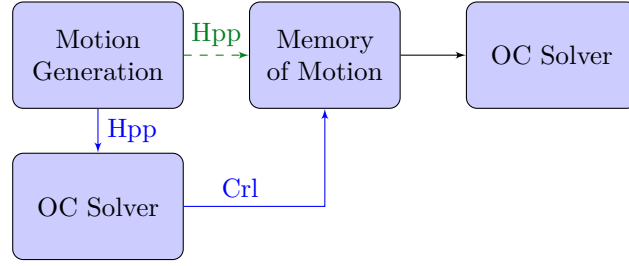 Motion
Generation
Hpp
Memory
of Motion
OC Solver
Hpp
OC Solver
Crl